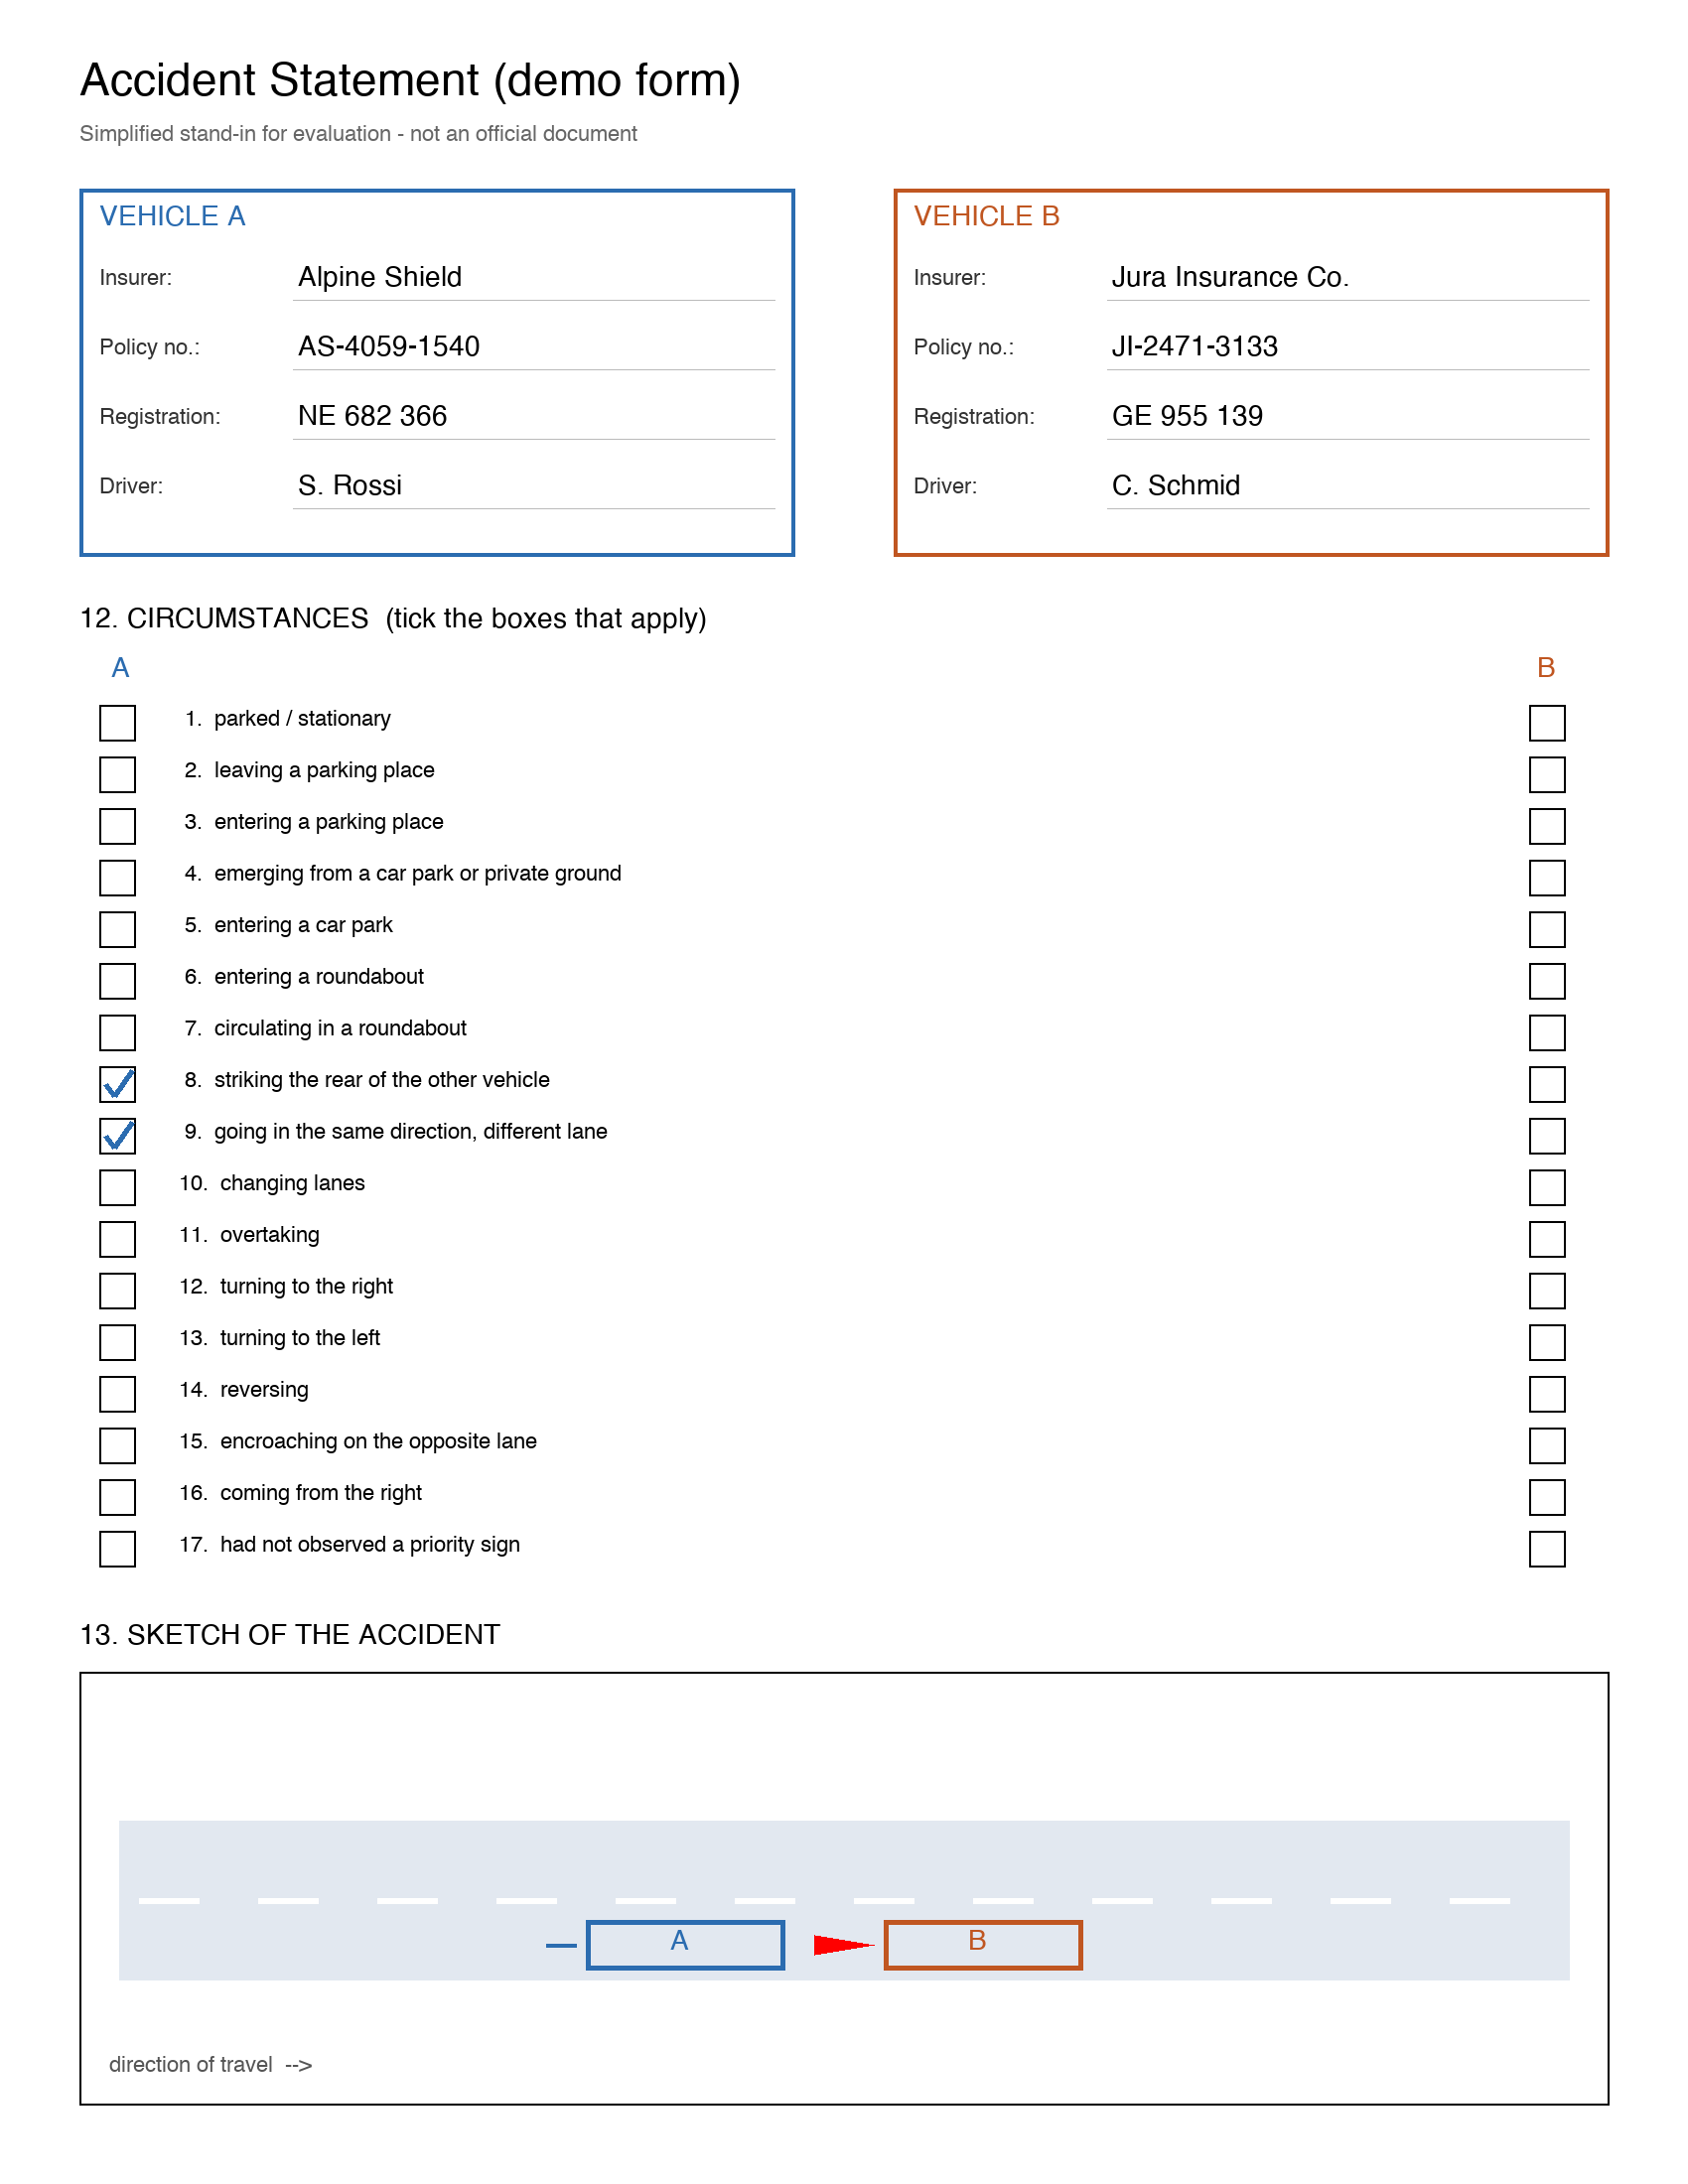 Accident Statement (demo form)
Simplified stand-in for evaluation - not an official document
VEHICLE A
Insurer: Alpine Shield
Policy no.: AS-4059-1540
Registration: NE 682 366
Driver: S. Rossi
VEHICLE B
Insurer: Jura Insurance Co.
Policy no.: JI-2471-3133
Registration: GE 955 139
Driver: C. Schmid
12. CIRCUMSTANCES (tick the boxes that apply)
A B
1. parked / stationary
2. leaving a parking place
3. entering a parking place
4. emerging from a car park or private ground
5. entering a car park
6. entering a roundabout
7. circulating in a roundabout
8. striking the rear of the other vehicle
9. going in the same direction, different lane
10. changing lanes
11. overtaking
12. turning to the right
13. turning to the left
14. reversing
15. encroaching on the opposite lane
16. coming from the right
17. had not observed a priority sign
13. SKETCH OF THE ACCIDENT
A B
direction of travel -->